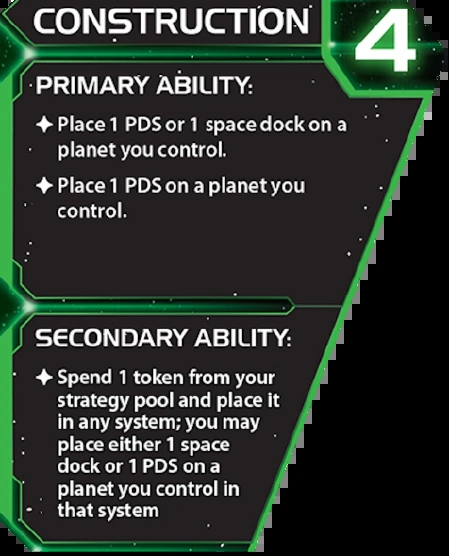 CONSTRUCTION 4
PRIMARY ABILITY:
Place 1 PDS or 1 space dock on a
planet you control.
Place 1 PDS on a planet you
control.
SECONDARY ABILITY:
Spend 1 token from your
strategy pool and place it
in any system; you may
place either 1 space
dock or 1 PDS on a
planet you control in
that system